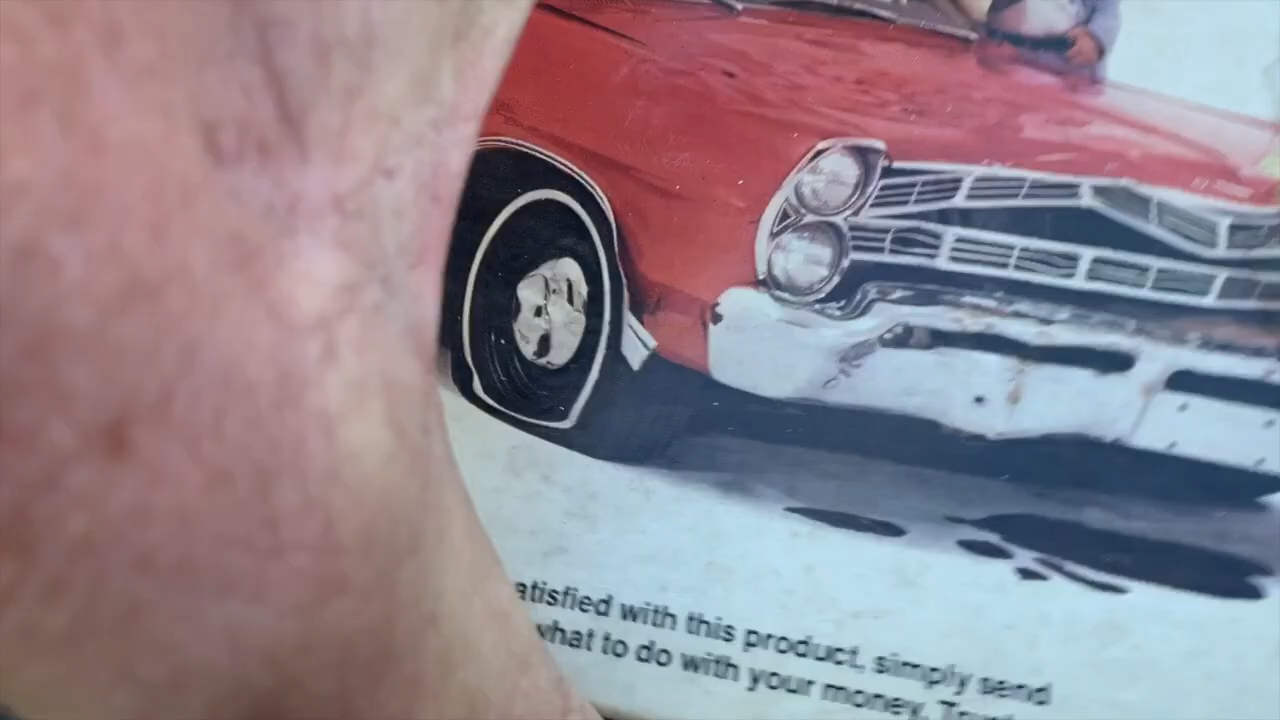 atisfied with this product, simply send
what to do with your money.